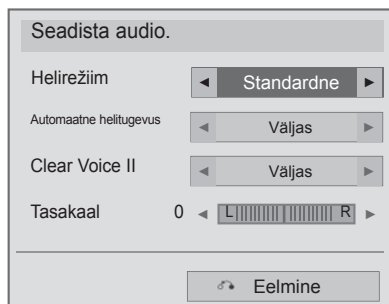 Seadista audio.
Helirežiim ◄ Standardne ►
Automaatne helitugevus ◄ Väljas ►
Clear Voice II ◄ Väljas ►
Tasakaal 0 ◄ L R ►
Eelmine